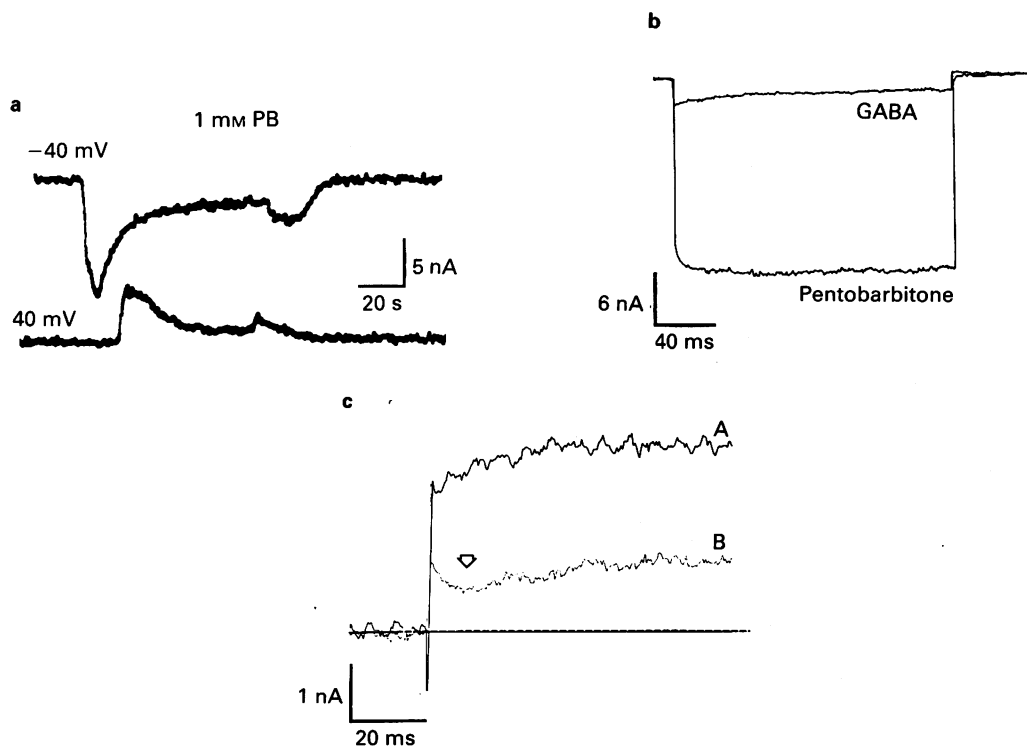 a
1 mM PB
−40 mV
5 nA
20 s
40 mV
b
GABA
Pentobarbitone
6 nA
40 ms
c
A
B
1 nA
20 ms